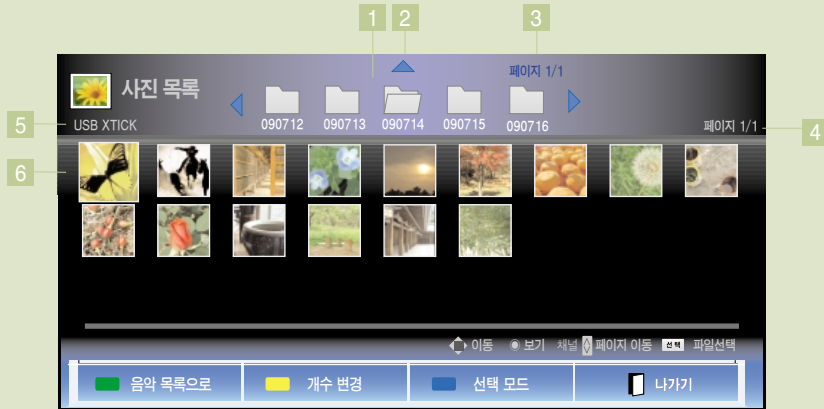 1 2 3
페이지 1/1
사진 목록
5 USB XTICK 090712 090713 090714 090715 090716 페이지 1/1 4
6
이동 보기 채널 페이지 이동 선택 파일선택
음악 목록으로 개수 변경 선택 모드 나가기